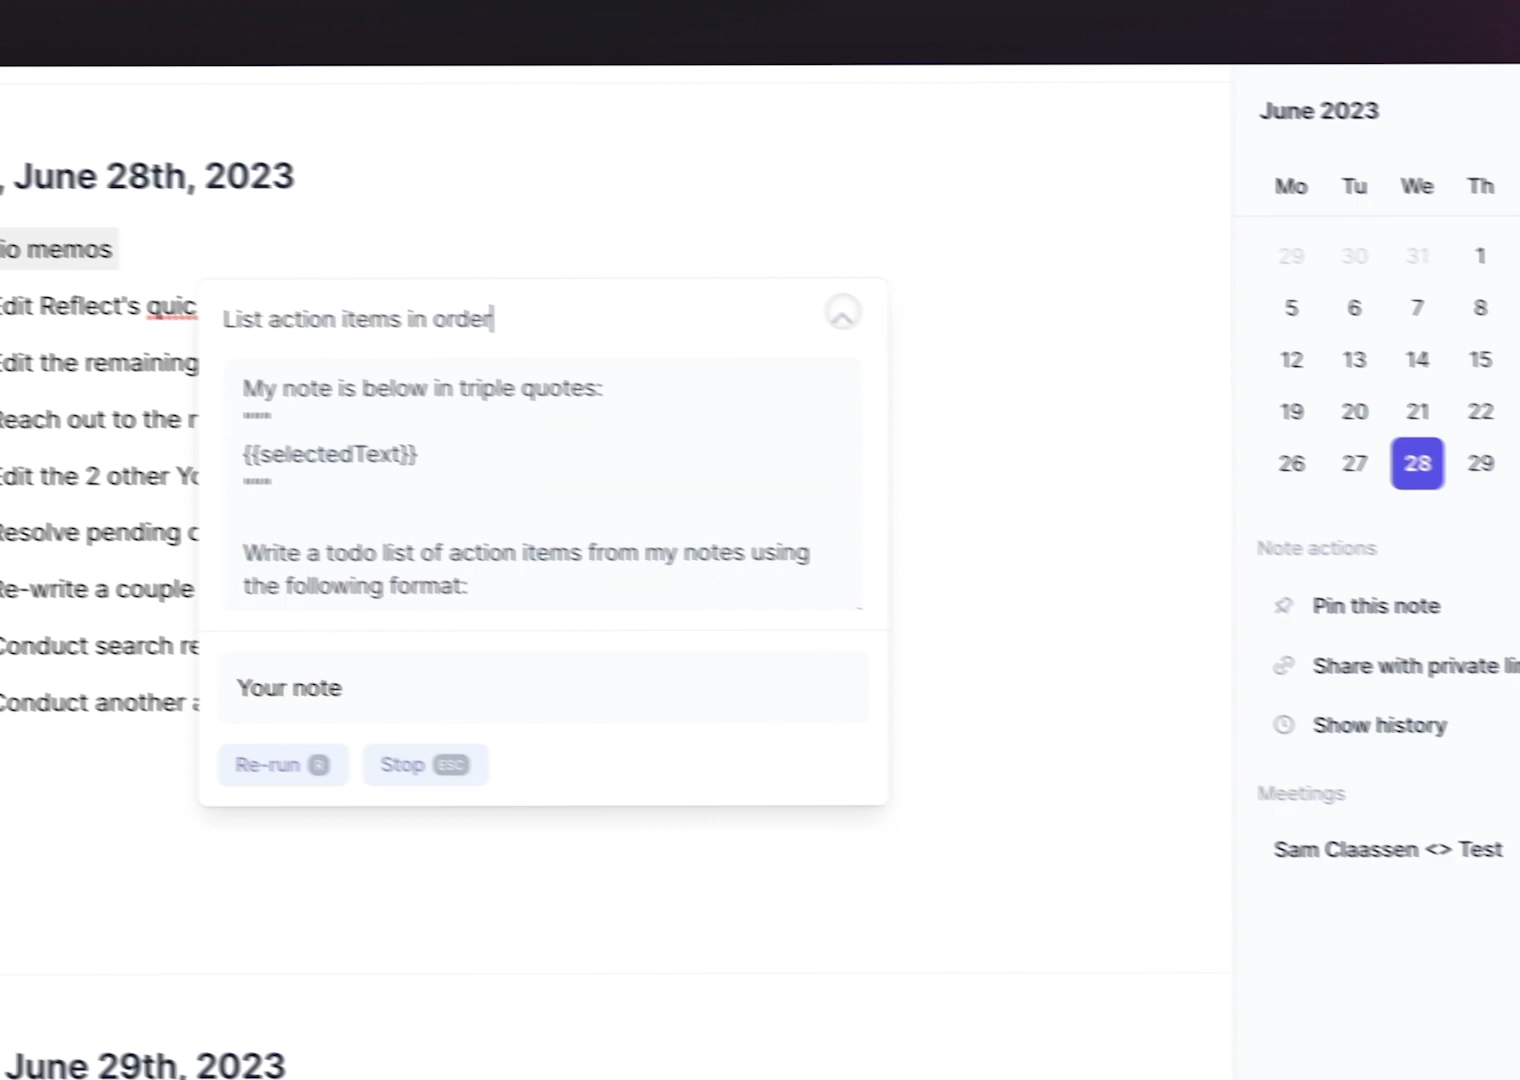 , June 28th, 2023
io memos
Edit Reflect's quic
Edit the remaining
Reach out to the r
Edit the 2 other Yo
Resolve pending c
Re-write a couple
Conduct search re
Conduct another a
List action items in order
My note is below in triple quotes:
"""
{{selectedText}}
"""
Write a todo list of action items from my notes using
the following format:
Your note
Re-run R Stop ESC
June 29th, 2023
June 2023
Mo Tu We Th
29 30 31 1
5 6 7 8
12 13 14 15
19 20 21 22
26 27 28 29
Note actions
Pin this note
Share with private lin
Show history
Meetings
Sam Claassen <> Test